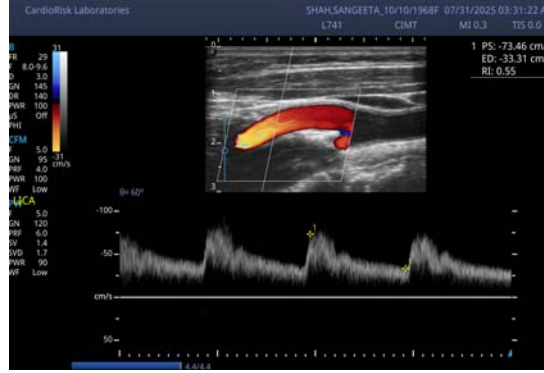 CardioRisk Laboratories
SHAH,SANGEETA_10/10/1968F 07/31/2025 03:31:22 A
L741 CIMT MI 0.3 TIS 0.0
1 PS: -73.46 cm/
ED: -33.31 cm/
RI: 0.55
B
FR 29
F 8.0-9.6
D 3.0
GN 145
DR 140
PWR 100
µS Off
PHI
CFM
F 5.0
GN 95
PRF 4.0
PWR 100
WF Low
LICA
F 5.0
GN 120
PRF 6.0
SV 1.4
SVD 1.7
PWR 90
WF Low
31
-31
cm/s
0
1
2
3
θ= 60°
-100
1
-50
cm/s
50
4.4/4.4